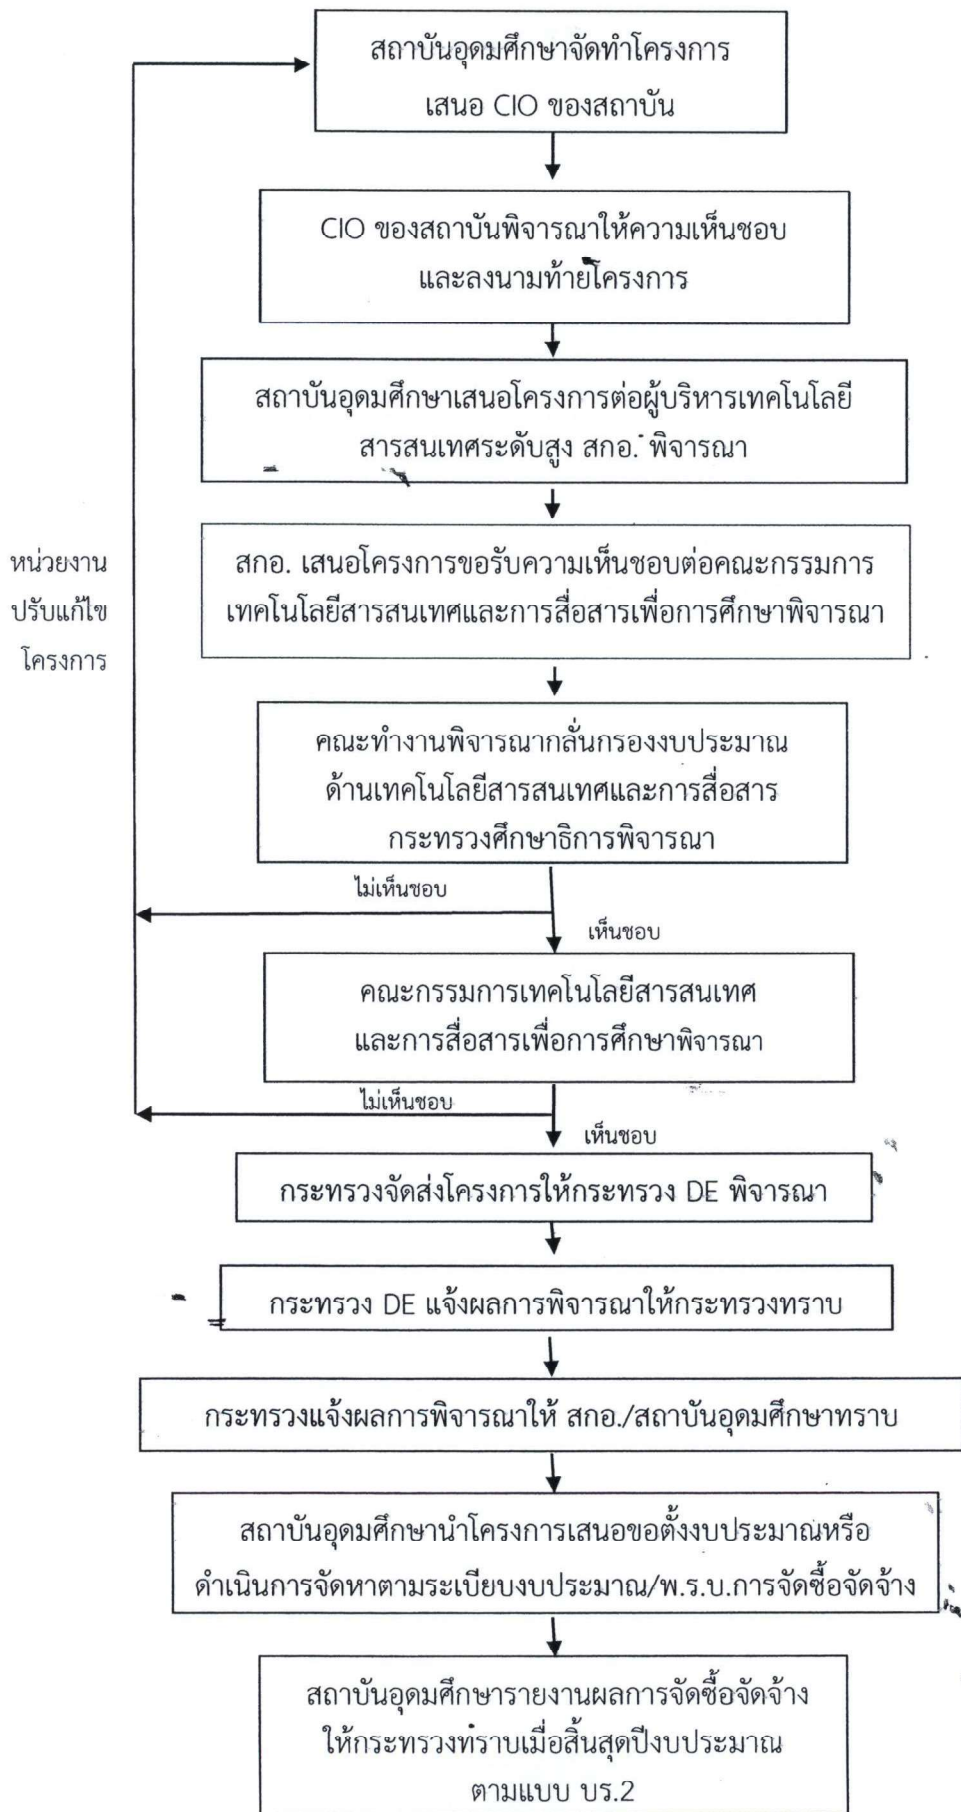 สถาบันอุดมศึกษาจัดทำโครงการ
เสนอ CIO ของสถาบัน
CIO ของสถาบันพิจารณาให้ความเห็นชอบ
และลงนามท้ายโครงการ
สถาบันอุดมศึกษาเสนอโครงการต่อผู้บริหารเทคโนโลยี
สารสนเทศระดับสูง สกอ. พิจารณา
สกอ. เสนอโครงการขอรับความเห็นชอบต่อคณะกรรมการ
เทคโนโลยีสารสนเทศและการสื่อสารเพื่อการศึกษาพิจารณา
หน่วยงาน
ปรับแก้ไข
โครงการ
คณะทำงานพิจารณากลั่นกรองงบประมาณ
ด้านเทคโนโลยีสารสนเทศและการสื่อสาร
กระทรวงศึกษาธิการพิจารณา
ไม่เห็นชอบ
เห็นชอบ
คณะกรรมการเทคโนโลยีสารสนเทศ
และการสื่อสารเพื่อการศึกษาพิจารณา
ไม่เห็นชอบ
เห็นชอบ
กระทรวงจัดส่งโครงการให้กระทรวง DE พิจารณา
กระทรวง DE แจ้งผลการพิจารณาให้กระทรวงทราบ
กระทรวงแจ้งผลการพิจารณาให้ สกอ./สถาบันอุดมศึกษาทราบ
สถาบันอุดมศึกษานำโครงการเสนอขอตั้งงบประมาณหรือ
ดำเนินการจัดหาตามระเบียบงบประมาณ/พ.ร.บ.การจัดซื้อจัดจ้าง
สถาบันอุดมศึกษารายงานผลการจัดซื้อจัดจ้าง
ให้กระทรวงทราบเมื่อสิ้นสุดปีงบประมาณ
ตามแบบ บร.2